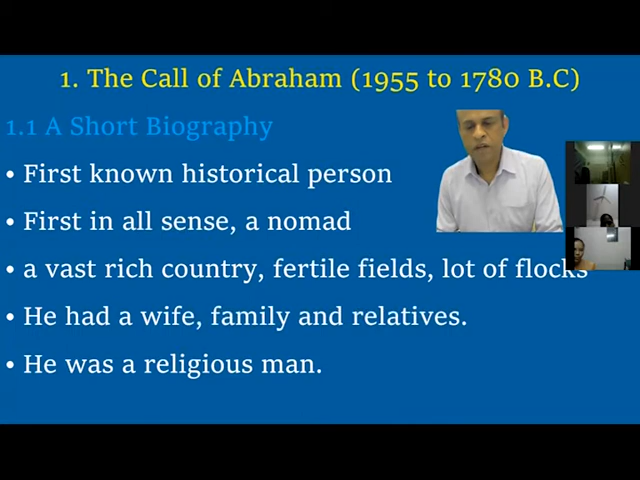 1. The Call of Abraham (1955 to 1780 B.C)
1.1 A Short Biography
• First known historical person
• First in all sense, a nomad
• a vast rich country, fertile fields, lot of flocks
• He had a wife, family and relatives.
• He was a religious man.